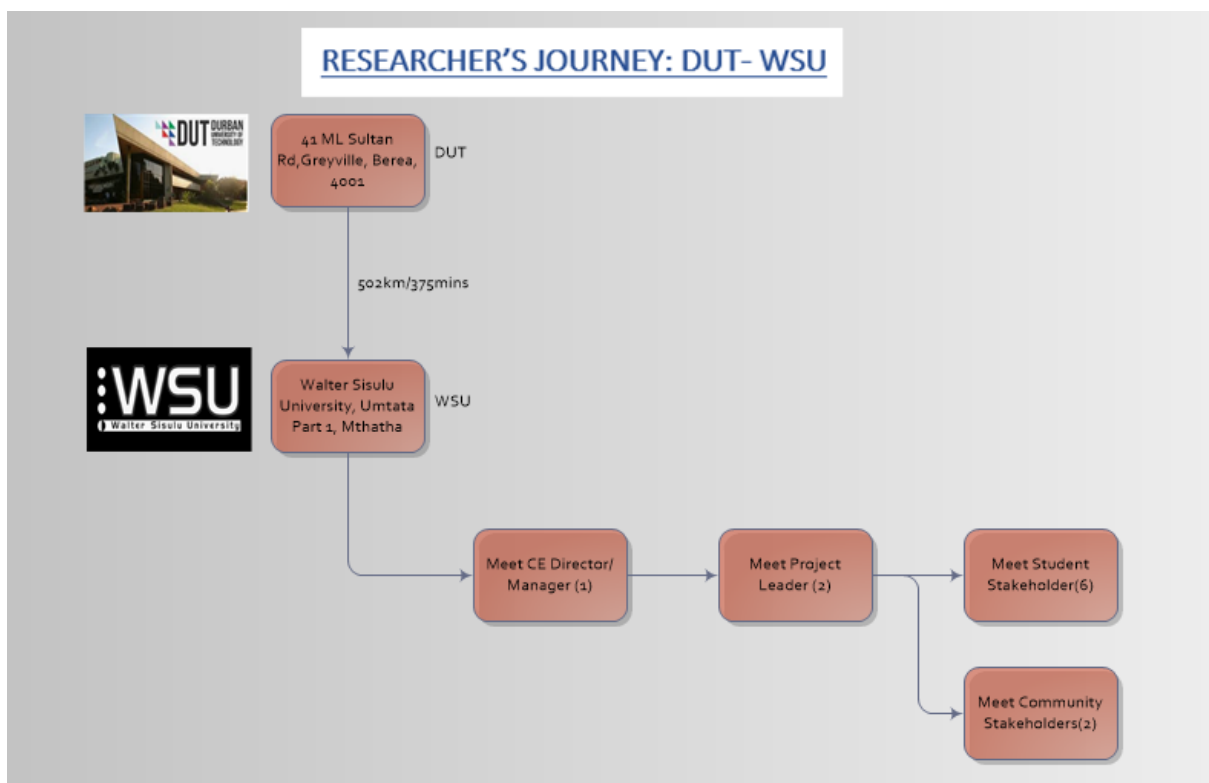 RESEARCHER'S JOURNEY: DUT- WSU
DUT DURBAN
UNIVERSITY OF
TECHNOLOGY
41 ML Sultan
Rd,Greyville, Berea,
4001
DUT
502km/375mins
:WSU
Walter Sisulu University
Walter Sisulu
University, Umtata
Part 1, Mthatha
WSU
Meet CE Director/
Manager (1)
Meet Project
Leader (2)
Meet Student
Stakeholder(6)
Meet Community
Stakeholders(2)